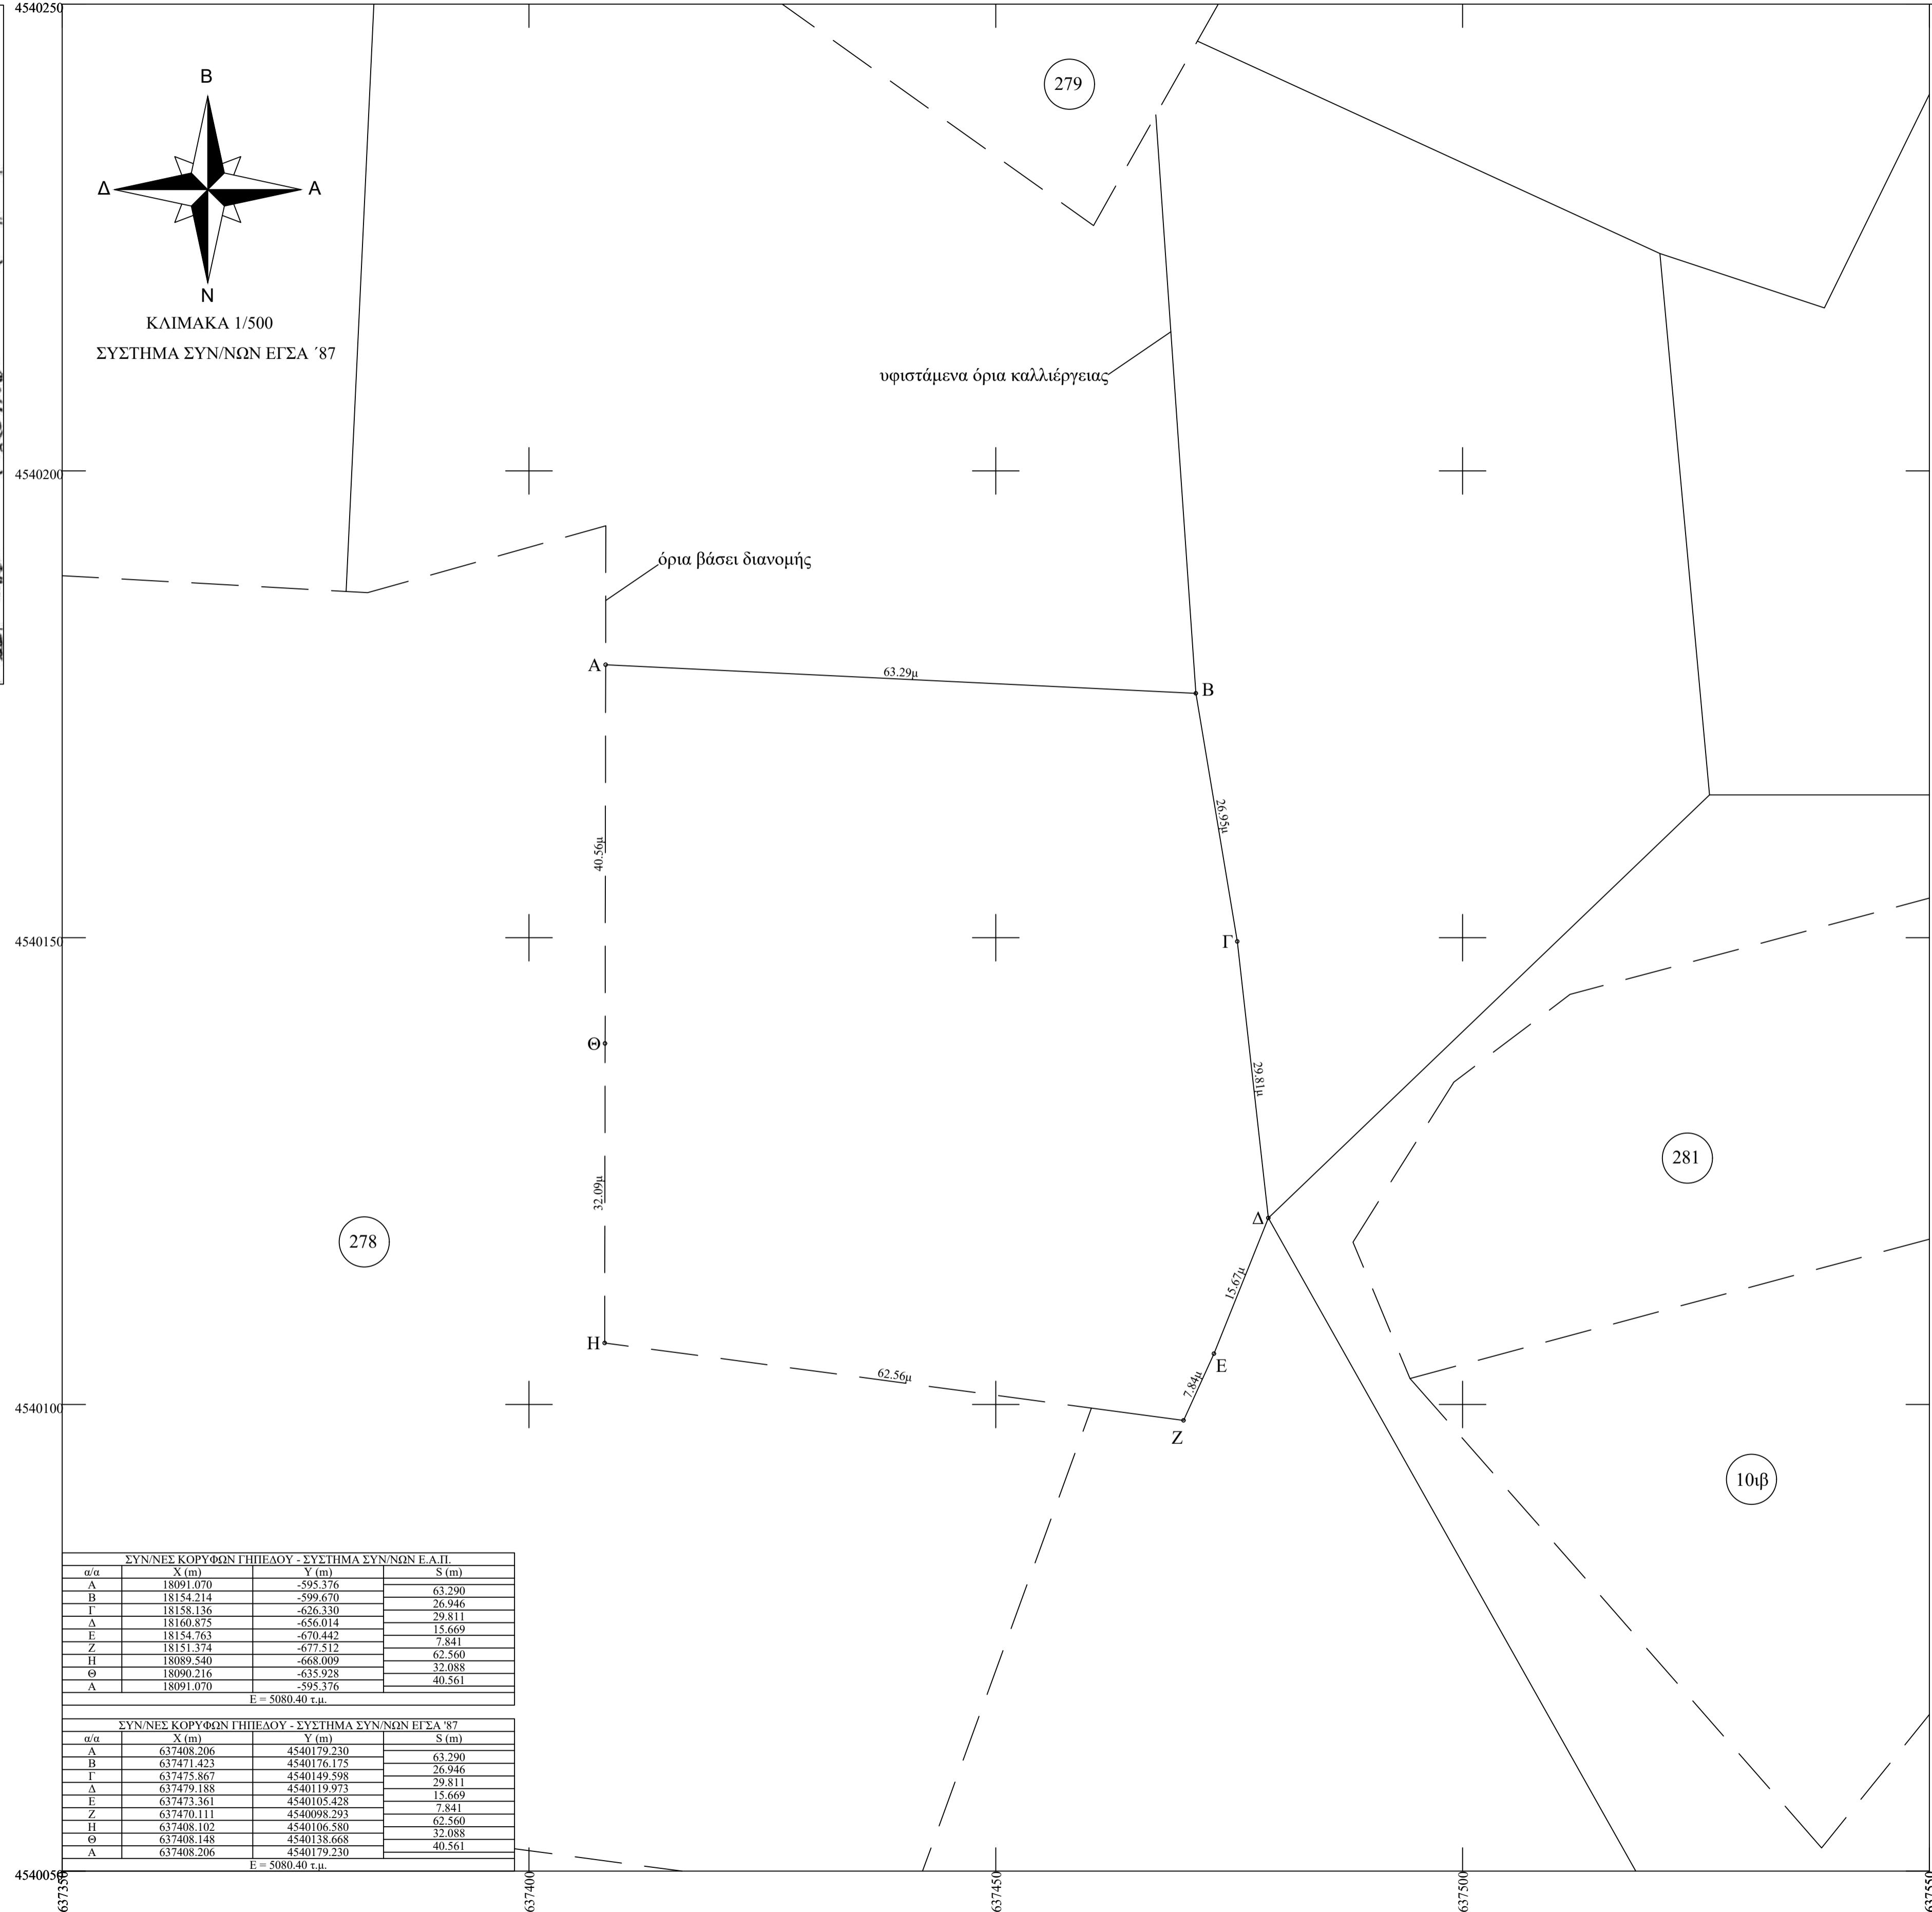 4540250
279
Β
Δ
Α
Ν
ΚΛΙΜΑΚΑ 1/500
ΣΥΣΤΗΜΑ ΣΥΝ/ΝΩΝ ΕΓΣΑ ΄87
υφιστάμενα όρια καλλιέργειας
4540200
όρια βάσει διανομής
Α
63.29μ
Β
26.95μ
40.56μ
4540150
Γ
Θ
29.81μ
281
32.09μ
Δ
278
15.67μ
Η
Ε
62.56μ
7.84μ
4540100
Ζ
10ιβ
ΣΥΝ/ΝΕΣ ΚΟΡΥΦΩΝ ΓΗΠΕΔΟΥ - ΣΥΣΤΗΜΑ ΣΥΝ/ΝΩΝ Ε.Α.Π.
α/α X (m) Y (m) S (m)
Α 18091.070 -595.376
63.290
Β 18154.214 -599.670
26.946
Γ 18158.136 -626.330
29.811
Δ 18160.875 -656.014
15.669
Ε 18154.763 -670.442
7.841
Ζ 18151.374 -677.512
62.560
Η 18089.540 -668.009
32.088
Θ 18090.216 -635.928
40.561
Α 18091.070 -595.376
Ε = 5080.40 τ.μ.
ΣΥΝ/ΝΕΣ ΚΟΡΥΦΩΝ ΓΗΠΕΔΟΥ - ΣΥΣΤΗΜΑ ΣΥΝ/ΝΩΝ ΕΓΣΑ '87
α/α X (m) Y (m) S (m)
Α 637408.206 4540179.230
63.290
Β 637471.423 4540176.175
26.946
Γ 637475.867 4540149.598
29.811
Δ 637479.188 4540119.973
15.669
Ε 637473.361 4540105.428
7.841
Ζ 637470.111 4540098.293
62.560
Η 637408.102 4540106.580
32.088
Θ 637408.148 4540138.668
40.561
Α 637408.206 4540179.230
Ε = 5080.40 τ.μ.
4540050
637350
637400
637450
637500
637550